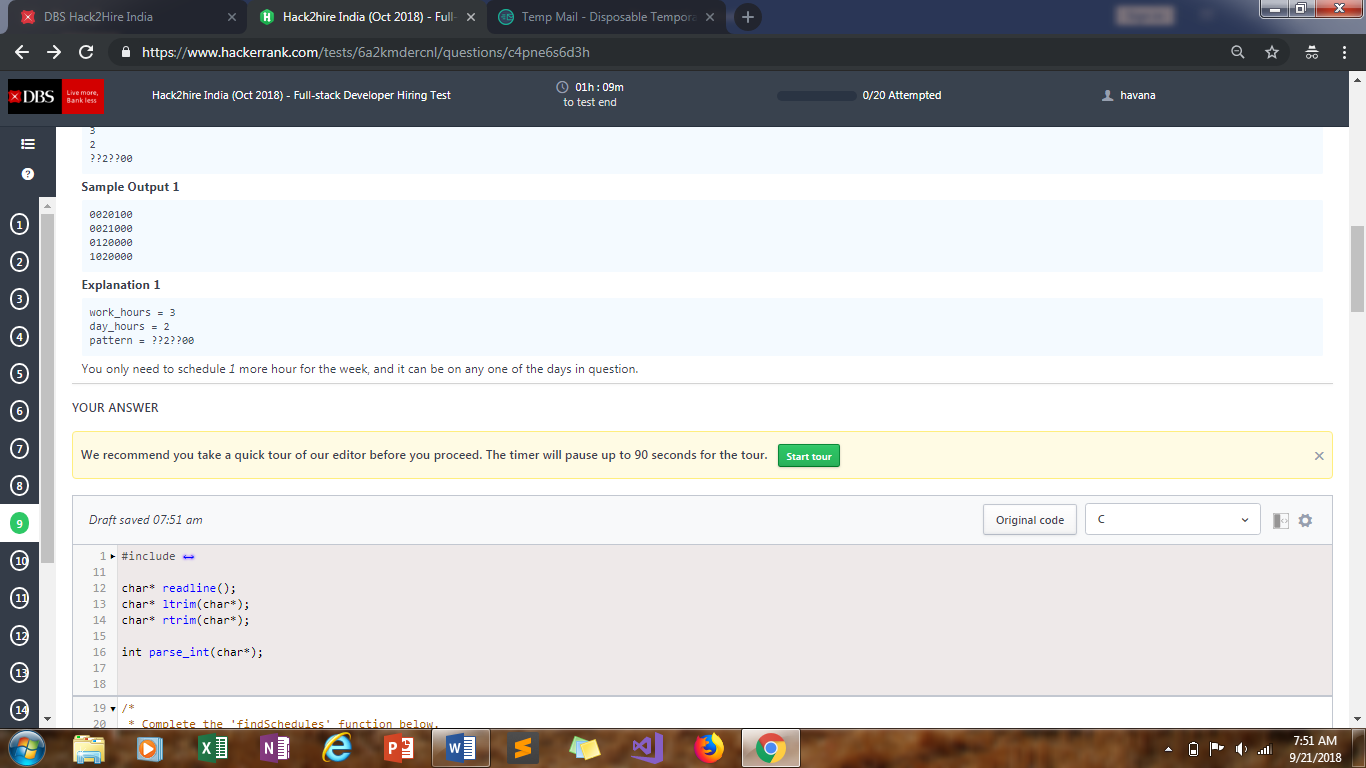 DBS Hack2Hire India
Hack2hire India (Oct 2018) - Full-
Temp Mail - Disposable Tempora
https://www.hackerrank.com/tests/6a2kmdercnl/questions/c4pne6s6d3h
DBS
Live more,
Bank less
Hack2hire India (Oct 2018) - Full-stack Developer Hiring Test
01h : 09m
to test end
0/20 Attempted
havana
3
2
??2??00
Sample Output 1
0020100
0021000
0120000
1020000
Explanation 1
work_hours = 3
day_hours = 2
pattern = ??2??00
You only need to schedule 1 more hour for the week, and it can be on any one of the days in question.
YOUR ANSWER
We recommend you take a quick tour of our editor before you proceed. The timer will pause up to 90 seconds for the tour.
Start tour
Draft saved 07:51 am
Original code
C
1 #include
11
12 char* readline();
13 char* ltrim(char*);
14 char* rtrim(char*);
15
16 int parse_int(char*);
17
18
19 /*
20 * Complete the 'findSchedules' function below.
1
2
3
4
5
6
7
8
9
10
11
12
13
14
7:51 AM
9/21/2018